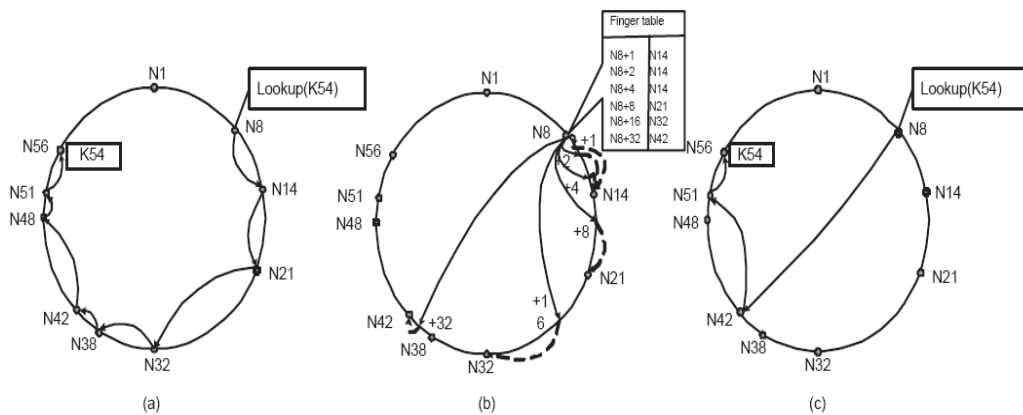 N1
Lookup(K54)
N8
N56
K54
N51
N14
N48
N21
N42
N38
N32
(a)
Finger table
N8+1 N14
N8+2 N14
N8+4 N14
N8+8 N21
N8+16 N32
N8+32 N42
N1
N8
+1
N56
+2
+4
N51
N14
N48
+8
N21
+1
6
N42
+32
N38
N32
(b)
N1
Lookup(K54)
N8
N56
K54
N51
N14
N48
N21
N42
N38
N32
(c)